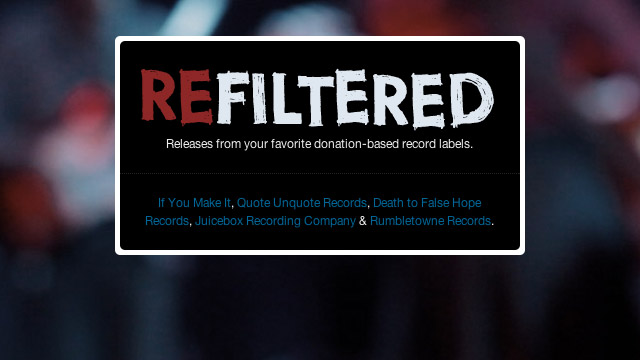 REFILTERED
Releases from your favorite donation-based record labels.
If You Make It, Quote Unquote Records, Death to False Hope
Records, Juicebox Recording Company & Rumbletowne Records.